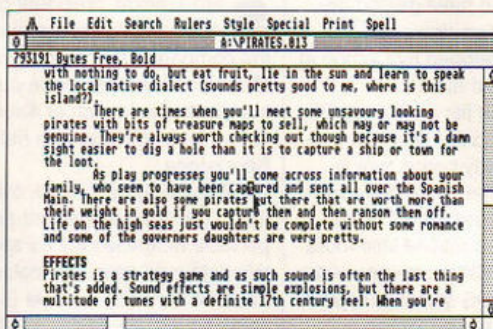 File Edit Search Rulers Style Special Print Spell
A:\PIRATES.013
793191 Bytes Free, Bold
with nothing to do, but eat fruit, lie in the sun and learn to speak
the local native dialect (sounds pretty good to me, where is this
island?).
There are times when you'll meet some unsavoury looking
pirates with bits of treasure maps to sell, which may or may not be
genuine. They're always worth checking out though because it's a damn
sight easier to dig a hole than it is to capture a ship or town for
the loot.
As play progresses you'll come across information about your
family, who seem to have been captured and sent all over the Spanish
Main. There are also some pirates out there that are worth more than
their weight in gold if you capture them and then ransom them off.
Life on the high seas just wouldn't be complete without some romance
and some of the governers daughters are very pretty.
EFFECTS
Pirates is strategy game and as such sound is often the last thing
that's added. Sound effects are simple explosions, but there are a
multitude of tunes with a definite 17th century feel. When you're